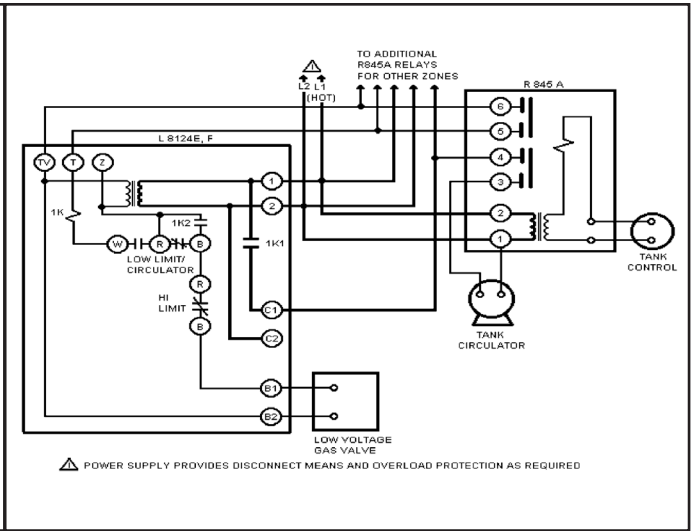 TO ADDITIONAL
R845A RELAYS
FOR OTHER ZONES
L2 L1
(HOT)
R 845 A
L 8124E, F
TV T Z
1
2
6
5
4
3
2
1
1K
1K2
1K1
W R B
LOW LIMIT/
CIRCULATOR
R
HI
LIMIT
B
C1
C2
B1
B2
TANK
CONTROL
TANK
CIRCULATOR
LOW VOLTAGE
GAS VALVE
1 POWER SUPPLY PROVIDES DISCONNECT MEANS AND OVERLOAD PROTECTION AS REQUIRED